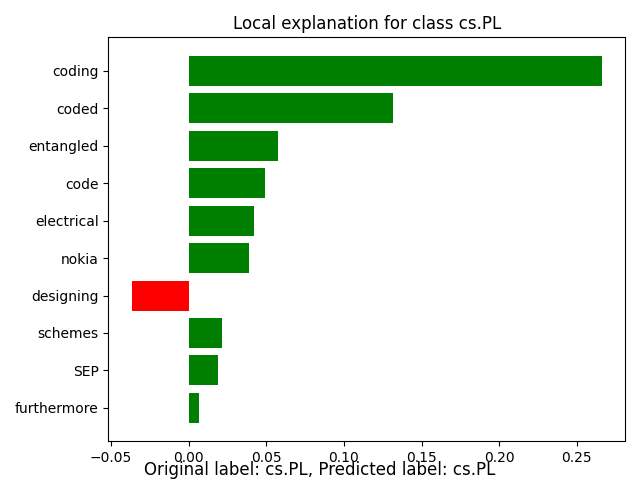 Local explanation for class cs.PL
coding
coded
entangled
code
electrical
nokia
designing
schemes
SEP
furthermore
−0.05 0.00 0.05 0.10 0.15 0.20 0.25
Original label: cs.PL, Predicted label: cs.PL